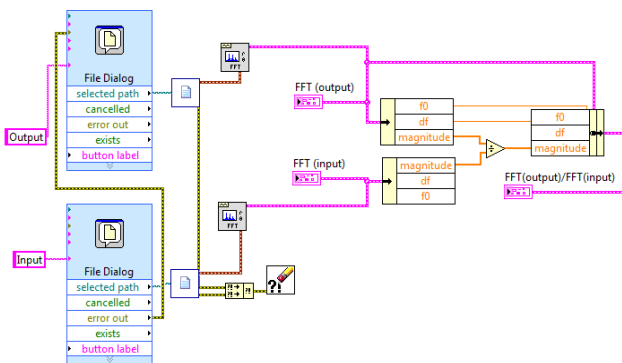 File Dialog
selected path
cancelled
error out
exists
button label
Output
FFT
FFT (output)
f0
df
magnitude
f0
df
magnitude
FFT (input)
magnitude
df
f0
FFT(output)/FFT(input)
FFT
Input
File Dialog
selected path
cancelled
error out
exists
button label
?!